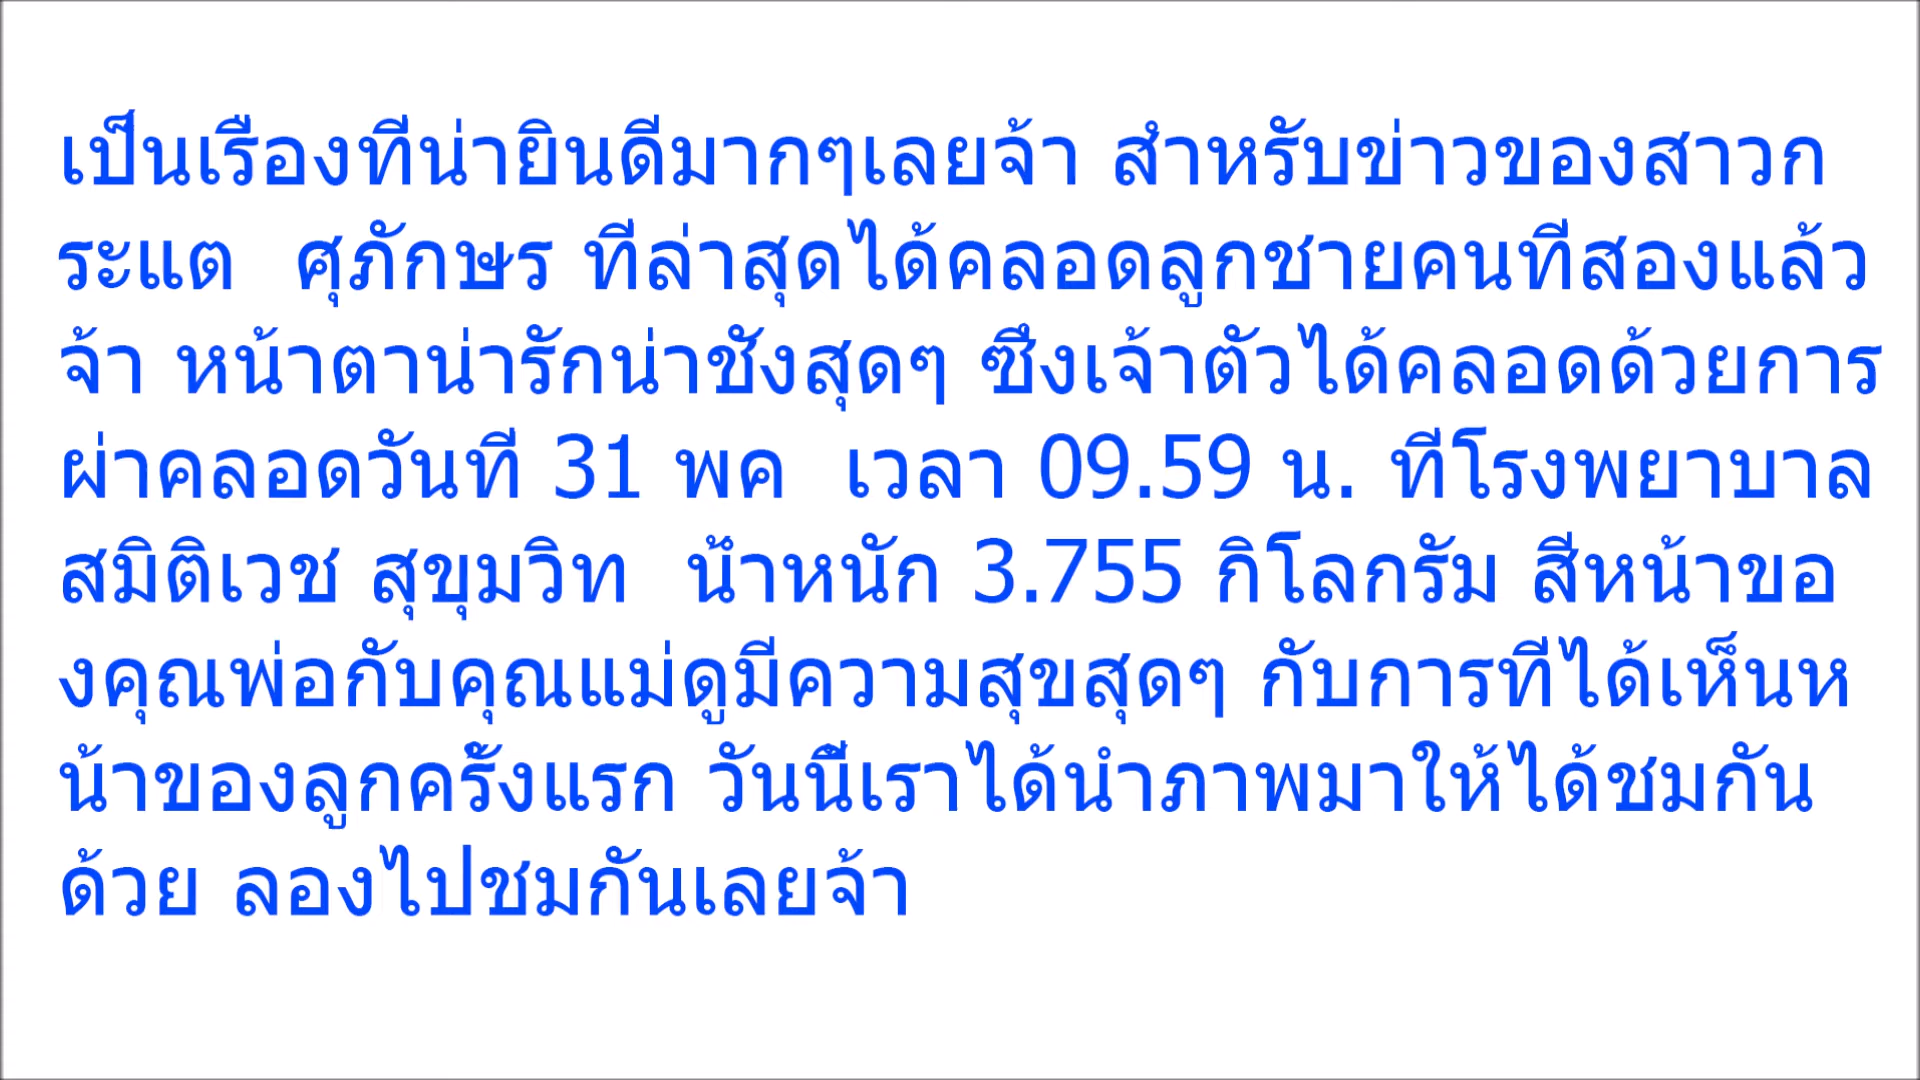 เป็นเรื่องที่น่ายินดีมากๆเลยจ้า สำหรับข่าวของสาวก
ระแต  ศุภักษร ที่ล่าสุดได้คลอดลูกชายคนที่สองแล้ว
จ้า หน้าตาน่ารักน่าชังสุดๆ ซึ่งเจ้าตัวได้คลอดด้วยการ
ผ่าคลอดวันที่ 31 พค  เวลา 09.59 น. ที่โรงพยาบาล
สมิติเวช สุขุมวิท  น้ำหนัก 3.755 กิโลกรัม สีหน้าขอ
งคุณพ่อกับคุณแม่ดูมีความสุขสุดๆ กับการที่ได้เห็นห
น้าของลูกครั้งแรก วันนี้เราได้นำภาพมาให้ได้ชมกัน
ด้วย ลองไปชมกันเลยจ้า